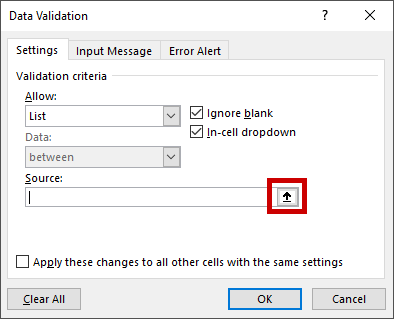 Data Validation
?
Settings
Input Message
Error Alert
Validation criteria
Allow:
List
Ignore blank
In-cell dropdown
Data:
between
Source:
Apply these changes to all other cells with the same settings
Clear All
OK
Cancel